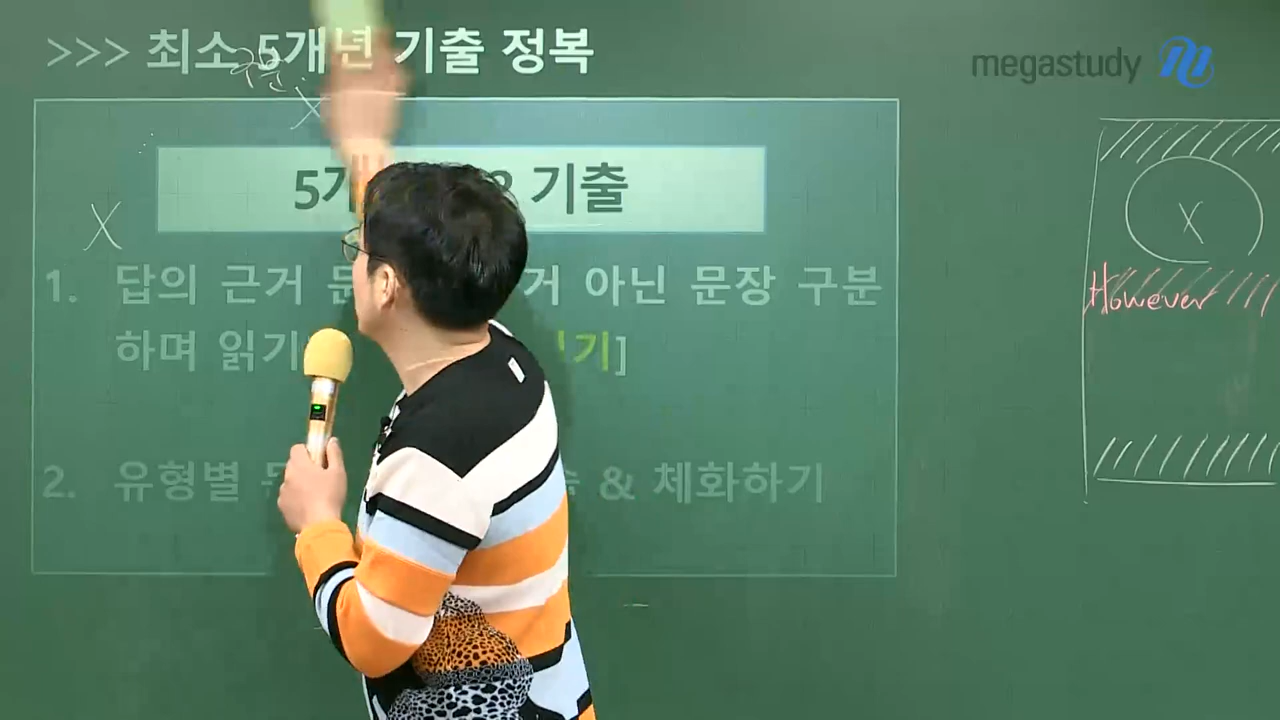 >>> 최소 5개년 기출 정복
megastudy
X
X
X
5개 기출
1. 답의 근거 문 거 아닌 문장 구분
However
하며 읽기 기]
2. 유형별 & 체화하기